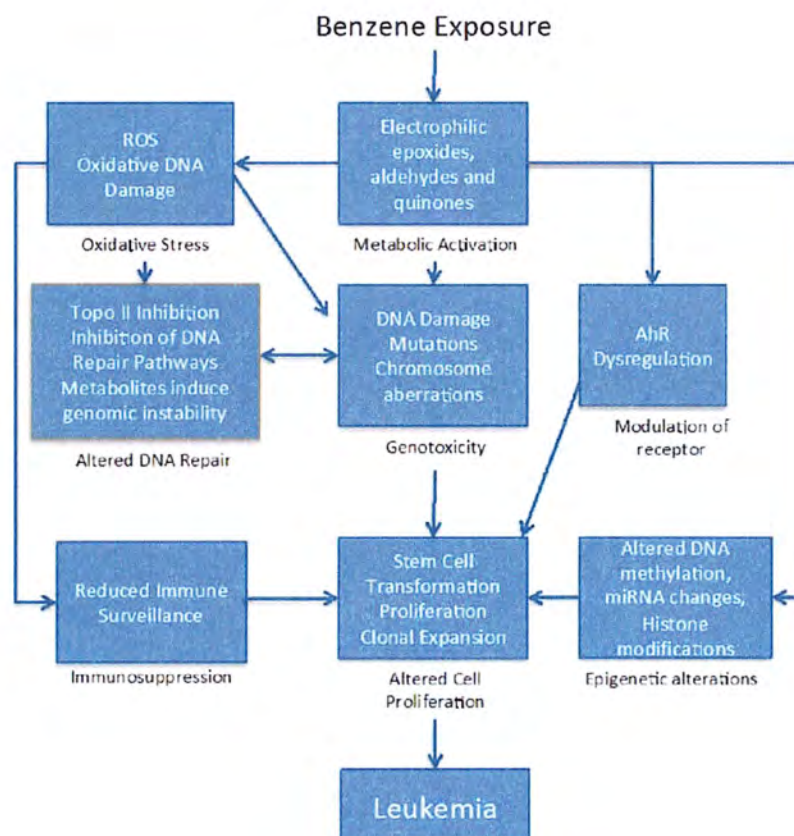 Benzene Exposure
ROS
Oxidative DNA
Damage
Electrophilic
epoxides,
aldehydes and
quinones
Oxidative Stress
Metabolic Activation
Topo II Inhibition
Inhibition of DNA
Repair Pathways
Metabolites induce
genomic instability
DNA Damage
Mutations
Chromosome
aberrations
AhR
Dysregulation
Altered DNA Repair
Genotoxicity
Modulation of
receptor
Reduced Immune
Surveillance
Stem Cell
Transformation
Proliferation
Clonal Expansion
Altered DNA
methylation,
miRNA changes,
Histone
modifications
Immunosuppression
Altered Cell
Proliferation
Epigenetic alterations
Leukemia